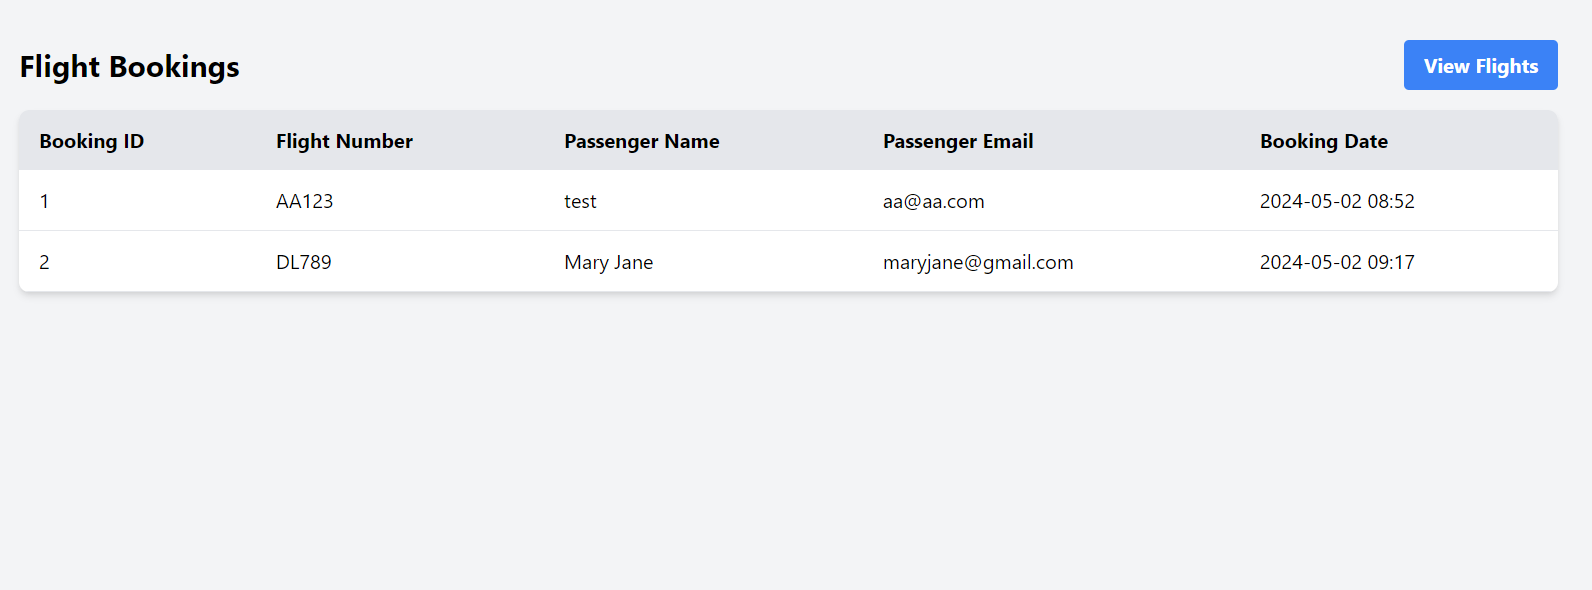 Flight Bookings
View Flights
Booking ID Flight Number Passenger Name Passenger Email Booking Date
1 AA123 test aa@aa.com 2024-05-02 08:52
2 DL789 Mary Jane maryjane@gmail.com 2024-05-02 09:17